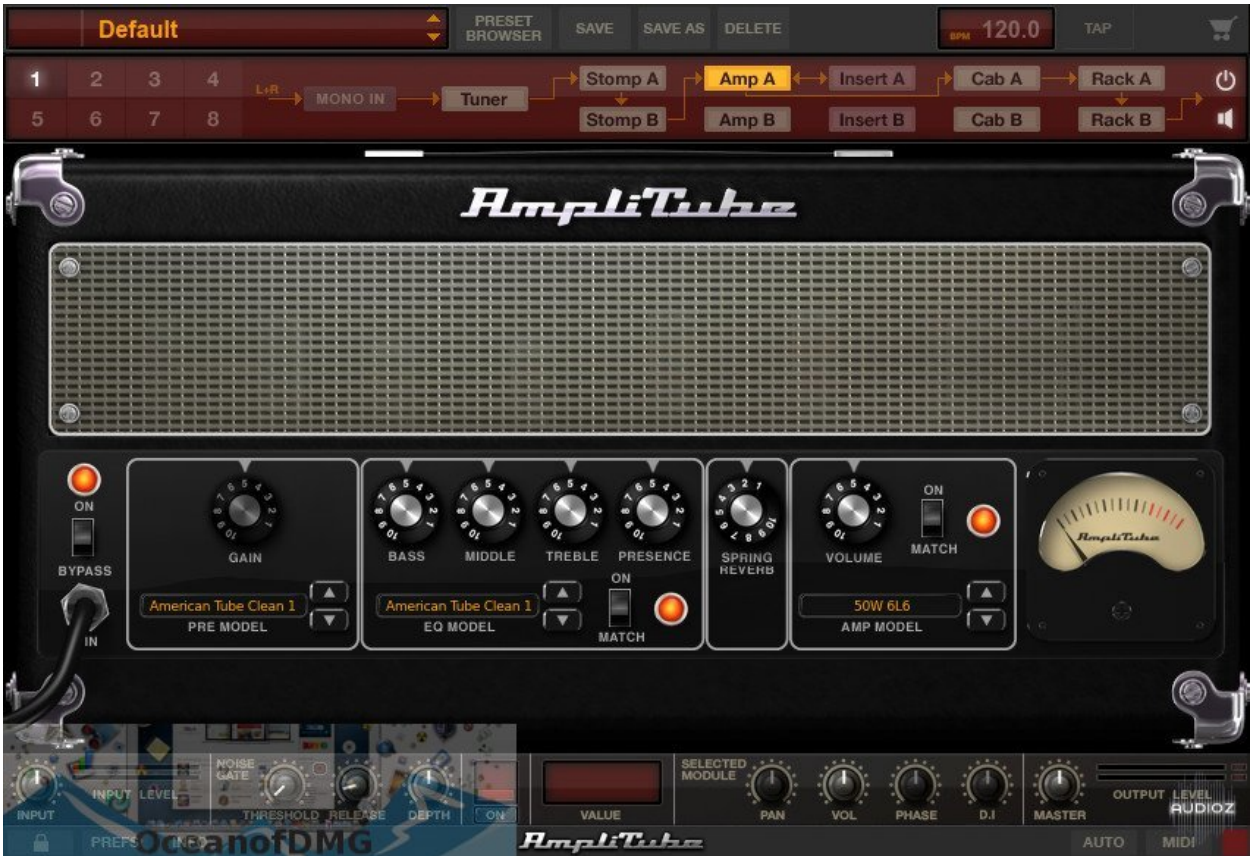 Default
PRESET BROWSER
SAVE
SAVE AS
DELETE
BPM 120.0
TAP
1 2 3 4
L+R
MONO IN
Tuner
Stomp A
Amp A
Insert A
Cab A
Rack A
5 6 7 8
Stomp B
Amp B
Insert B
Cab B
Rack B
AmpliTube
ON
BYPASS
IN
GAIN
American Tube Clean 1
PRE MODEL
BASS
MIDDLE
TREBLE
PRESENCE
American Tube Clean 1
EQ MODEL
ON
MATCH
SPRING
REVERB
VOLUME
ON
MATCH
50W 6L6
AMP MODEL
AmpliTube
INPUT
INPUT LEVEL
NOISE
GATE
THRESHOLD
RELEASE
DEPTH
ON
VALUE
SELECTED
MODULE
PAN
VOL
PHASE
D.I
MASTER
OUTPUT LEVEL
AUDIOZ
PREFS
INFO
OceanofDMG
AmpliTube
AUTO
MIDI